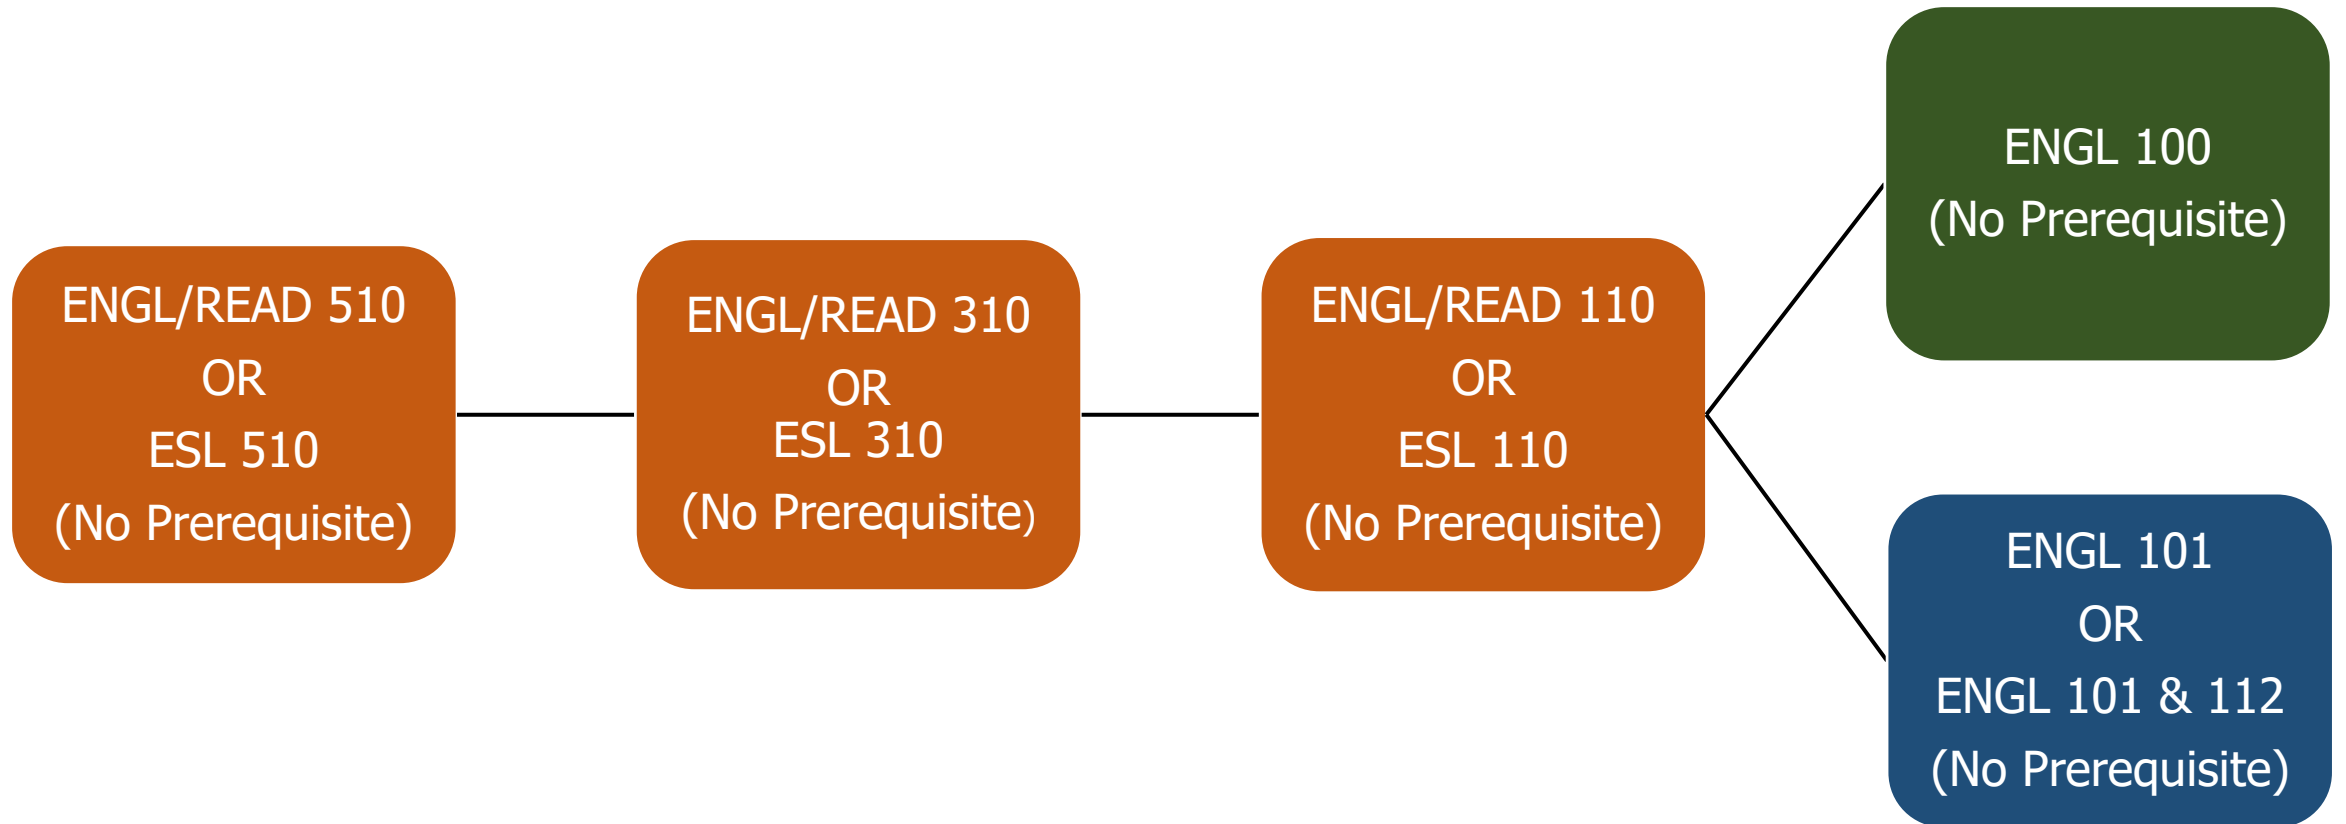 ENGL/READ 510
OR
ESL 510
(No Prerequisite)
ENGL/READ 310
OR
ESL 310
(No Prerequisite)
ENGL/READ 110
OR
ESL 110
(No Prerequisite)
ENGL 100
(No Prerequisite)
ENGL 101
OR
ENGL 101 & 112
(No Prerequisite)